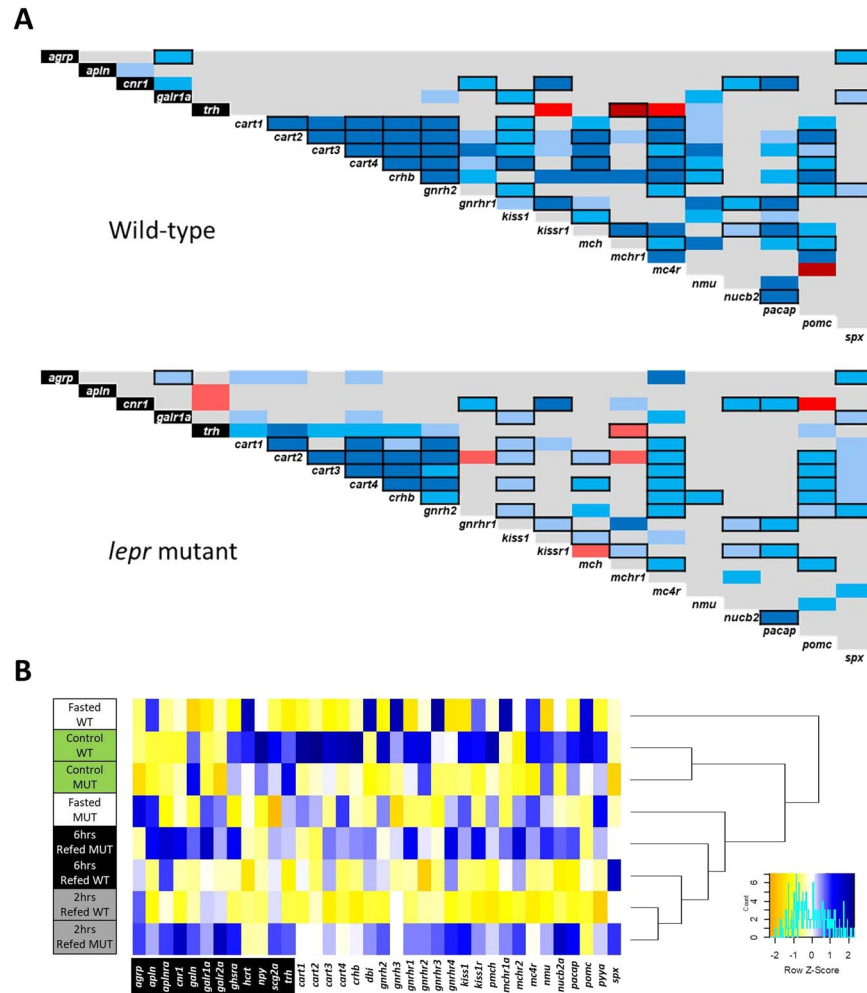 A
agrp
apln
cnr1
galr1a
trh
cart1
cart2
cart3
cart4
crhb
gnrh2
gnrhr1
kiss1
kissr1
mch
mchr1
mc4r
nmu
nucb2
pacap
pomc
spx
Wild-type
agrp
apln
cnr1
galr1a
trh
cart1
cart2
cart3
cart4
crhb
gnrh2
gnrhr1
kiss1
kissr1
mch
mchr1
mc4r
nmu
nucb2
pacap
pomc
spx
lepr mutant
B
Fasted
WT
Control
WT
Control
MUT
Fasted
MUT
6hrs
Refed MUT
6hrs
Refed WT
2hrs
Refed WT
2hrs
Refed MUT
agrp apln aplnra cnr1 galn galr1a galr2a ghsra hcrt npy scg2a trh cart1 cart2 cart3 cart4 crhb dbi gnrh2 gnrh3 gnrhr1 gnrhr2 gnrhr3 gnrhr4 kiss1 kiss1r pmch mchr1a mchr2 mc4r nmu nucb2a pacap pomc pyya spx
Count
0 2 4 6
-2 -1 0 1 2
Row Z-Score